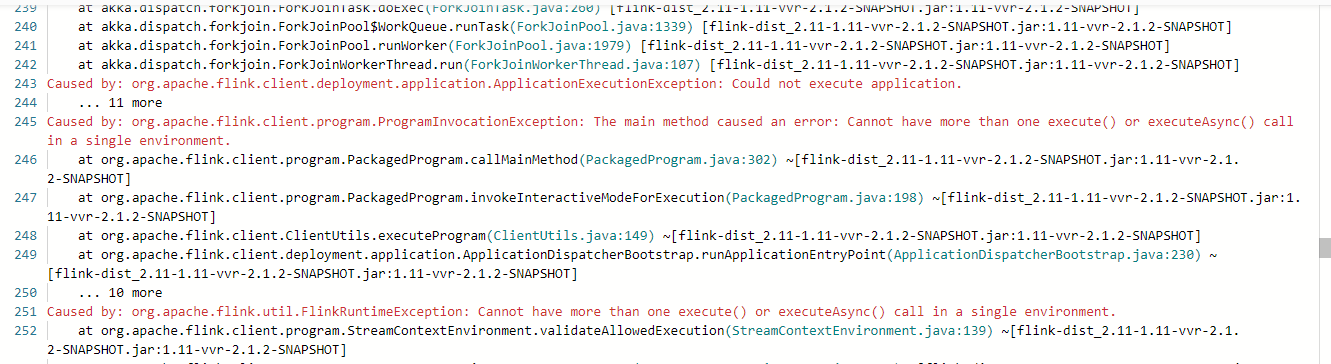 239 at akka.dispatch.forkjoin.ForkJoinTask.doExec(ForkJoinTask.java:260) [flink-dist_2.11-1.11-vvr-2.1.2-SNAPSHOT.jar:1.11-vvr-2.1.2-SNAPSHOT]
240 at akka.dispatch.forkjoin.ForkJoinPool$WorkQueue.runTask(ForkJoinPool.java:1339) [flink-dist_2.11-1.11-vvr-2.1.2-SNAPSHOT.jar:1.11-vvr-2.1.2-SNAPSHOT]
241 at akka.dispatch.forkjoin.ForkJoinPool.runWorker(ForkJoinPool.java:1979) [flink-dist_2.11-1.11-vvr-2.1.2-SNAPSHOT.jar:1.11-vvr-2.1.2-SNAPSHOT]
242 at akka.dispatch.forkjoin.ForkJoinWorkerThread.run(ForkJoinWorkerThread.java:107) [flink-dist_2.11-1.11-vvr-2.1.2-SNAPSHOT.jar:1.11-vvr-2.1.2-SNAPSHOT]
243 Caused by: org.apache.flink.client.deployment.application.ApplicationExecutionException: Could not execute application.
244 ... 11 more
245 Caused by: org.apache.flink.client.program.ProgramInvocationException: The main method caused an error: Cannot have more than one execute() or executeAsync() call
in a single environment.
246 at org.apache.flink.client.program.PackagedProgram.callMainMethod(PackagedProgram.java:302) ~[flink-dist_2.11-1.11-vvr-2.1.2-SNAPSHOT.jar:1.11-vvr-2.1.
2-SNAPSHOT]
247 at org.apache.flink.client.program.PackagedProgram.invokeInteractiveModeForExecution(PackagedProgram.java:198) ~[flink-dist_2.11-1.11-vvr-2.1.2-SNAPSHOT.jar:1.
11-vvr-2.1.2-SNAPSHOT]
248 at org.apache.flink.client.ClientUtils.executeProgram(ClientUtils.java:149) ~[flink-dist_2.11-1.11-vvr-2.1.2-SNAPSHOT.jar:1.11-vvr-2.1.2-SNAPSHOT]
249 at org.apache.flink.client.deployment.application.ApplicationDispatcherBootstrap.runApplicationEntryPoint(ApplicationDispatcherBootstrap.java:230) ~
[flink-dist_2.11-1.11-vvr-2.1.2-SNAPSHOT.jar:1.11-vvr-2.1.2-SNAPSHOT]
250 ... 10 more
251 Caused by: org.apache.flink.util.FlinkRuntimeException: Cannot have more than one execute() or executeAsync() call in a single environment.
252 at org.apache.flink.client.program.StreamContextEnvironment.validateAllowedExecution(StreamContextEnvironment.java:139) ~[flink-dist_2.11-1.11-vvr-2.1.
2-SNAPSHOT.jar:1.11-vvr-2.1.2-SNAPSHOT]